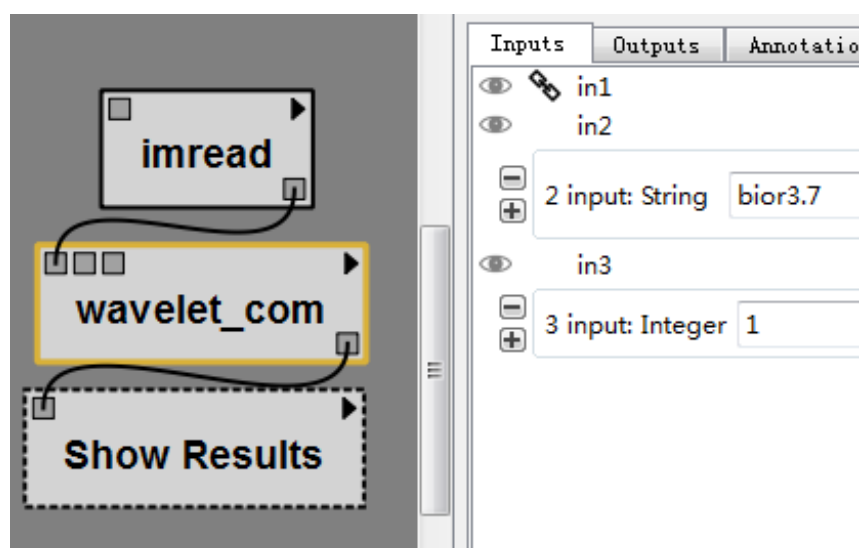 imread
wavelet_com
Show Results
Inputs Outputs Annotatio
in1
in2
2 input: String bior3.7
in3
3 input: Integer 1